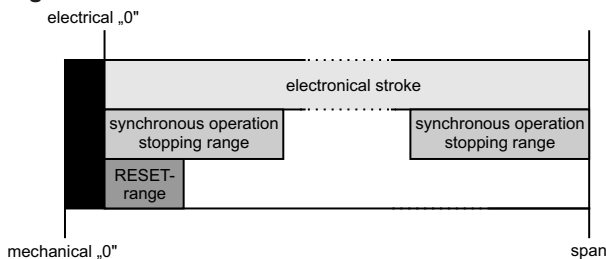 electrical „0"
electronical stroke
synchronous operation
stopping range
synchronous operation
stopping range
RESET-
range
mechanical „0"
span